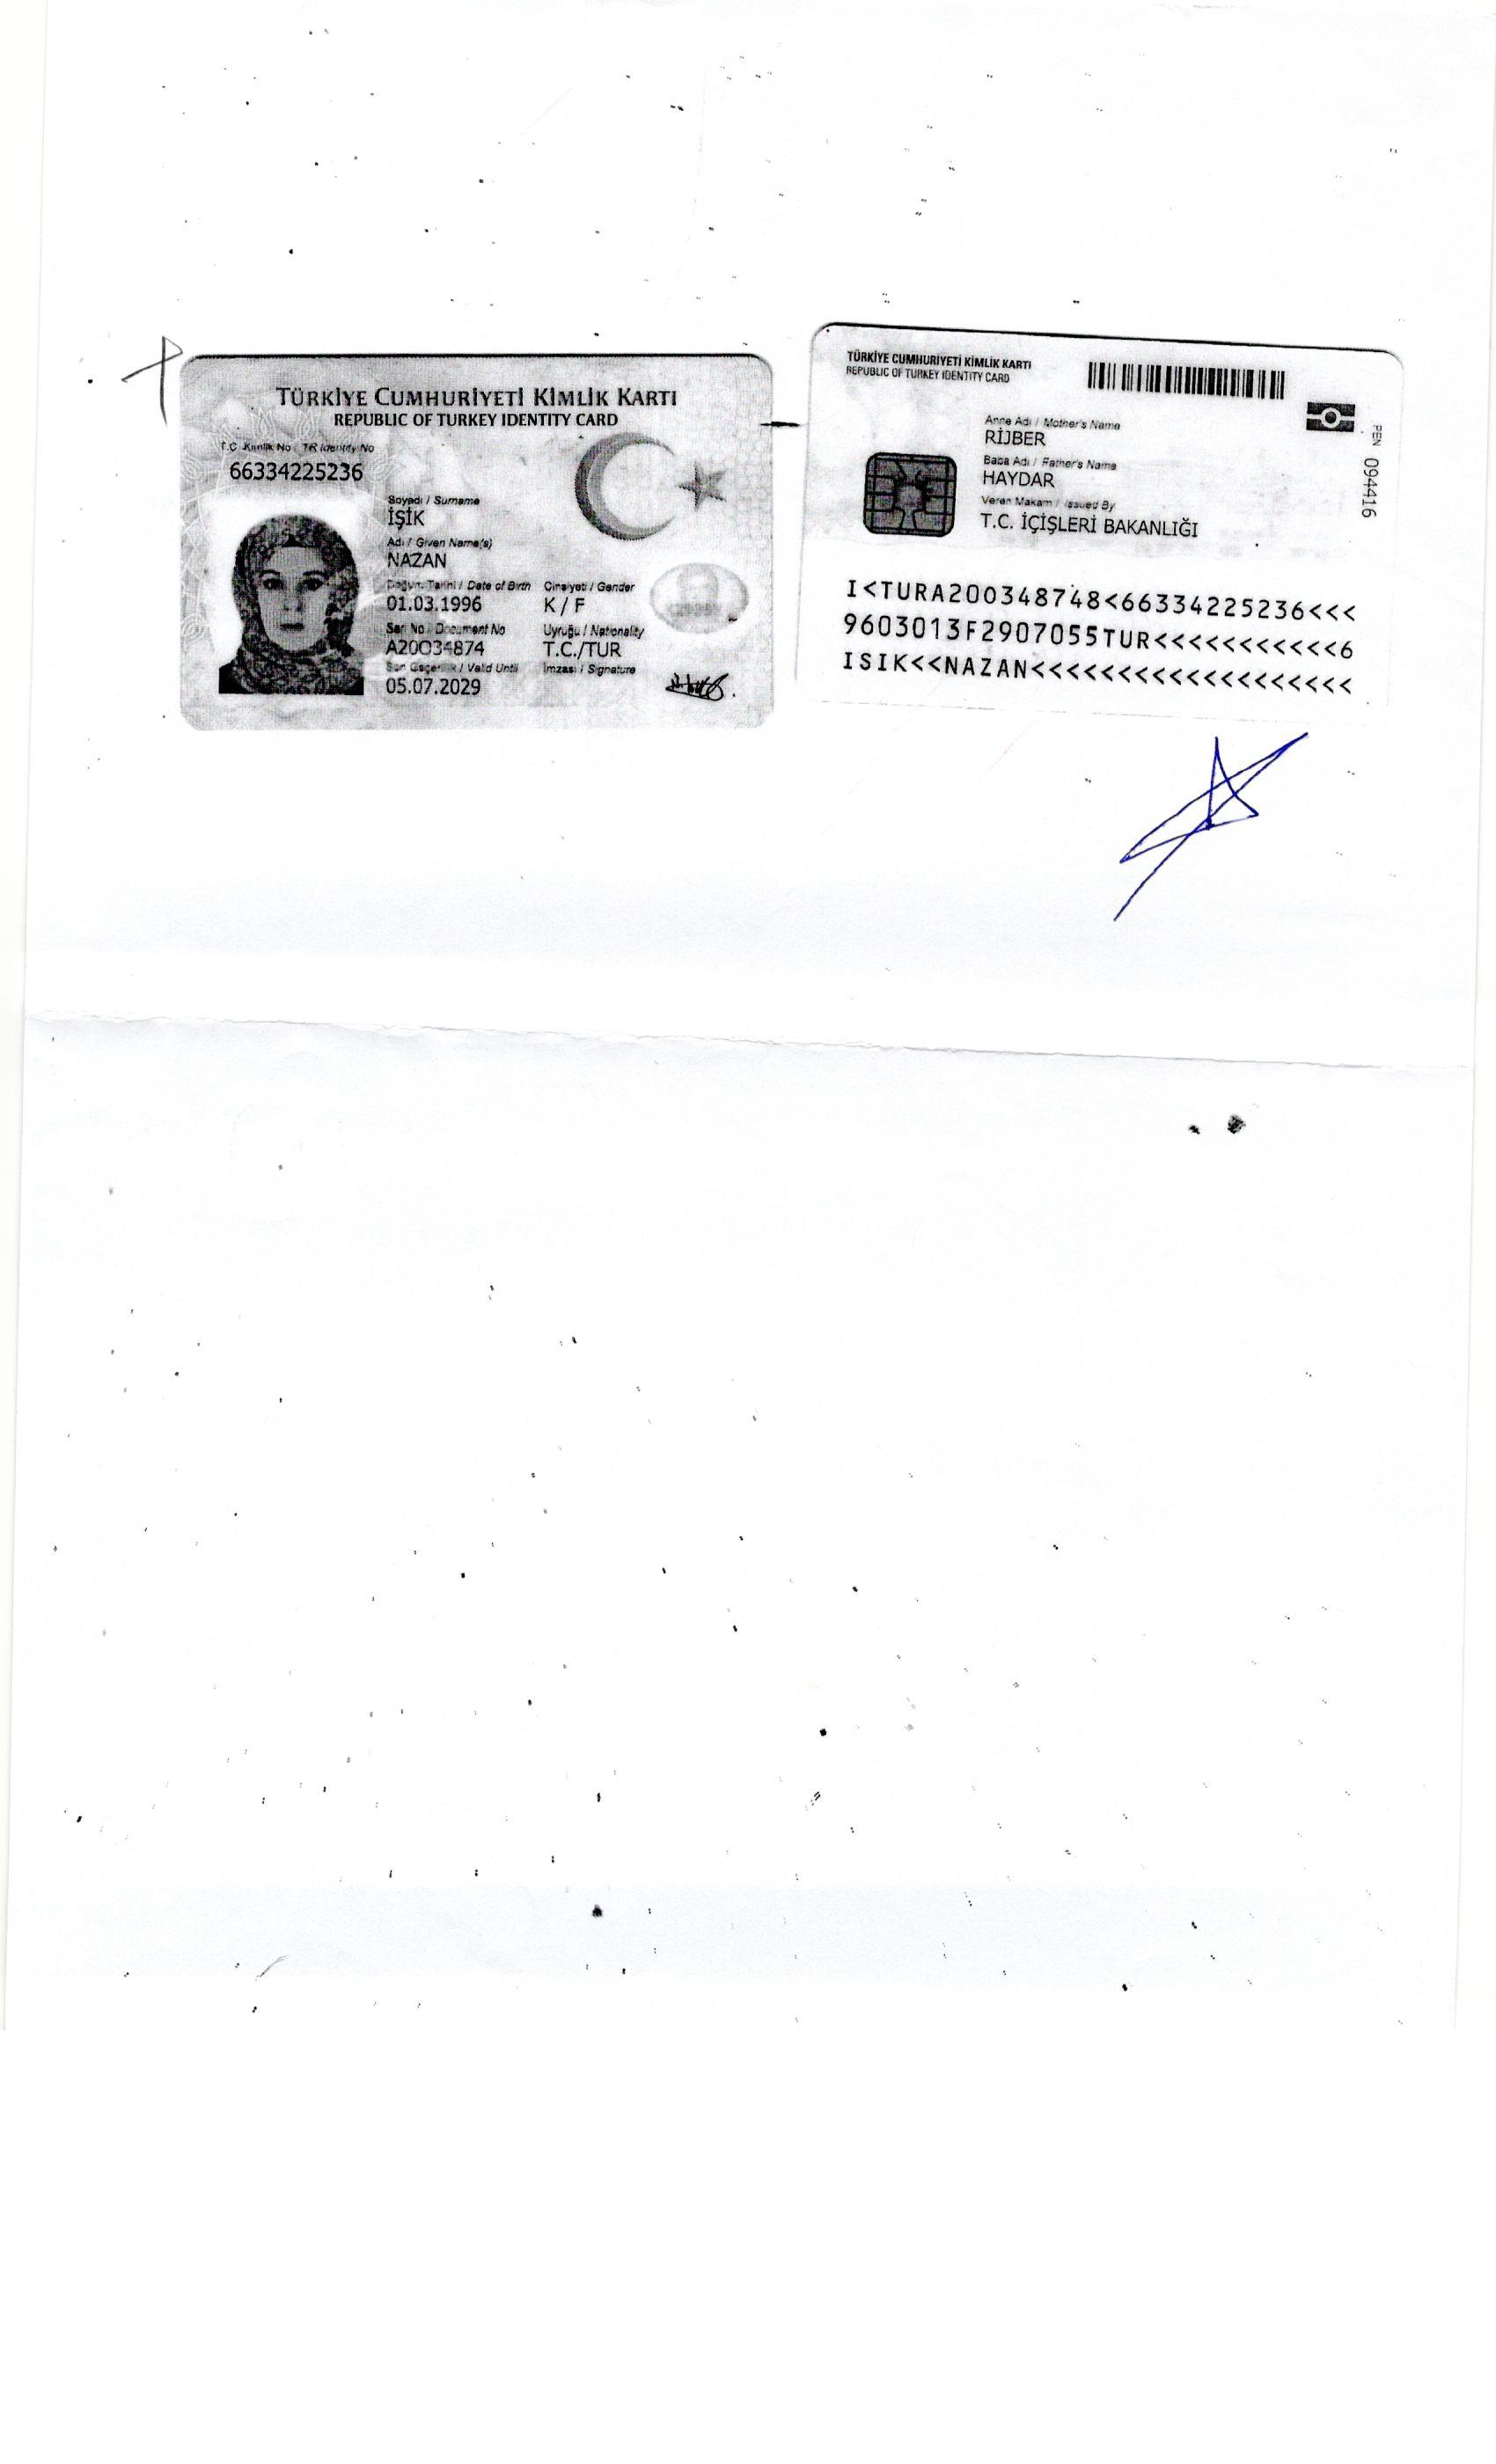 TÜRKİYE CUMHURİYETİ KİMLİK KARTI
REPUBLIC OF TURKEY IDENTITY CARD
T.C. Kimlik No / TR Identity No
66334225236
Soyadı / Surname
İŞİK
Adı / Given Name(s)
NAZAN
Doğum Tarihi / Date of Birth Cinsiyeti / Gender
01.03.1996 K / F
Seri No / Document No Uyruğu / Nationality
A20034874 T.C./TUR
Son Geçerlilik / Valid Until İmzası / Signature
05.07.2029
TÜRKİYE CUMHURİYETİ KİMLİK KARTI
REPUBLIC OF TURKEY IDENTITY CARD
Anne Adı / Mother's Name
RİJBER
Baba Adı / Father's Name
HAYDAR
Veren Makam / Issued By
T.C. İÇİŞLERİ BAKANLIĞI
PEN 094416
I<TURA200348748<66334225236<<<
9603013F2907055TUR<<<<<<<<<<<6
ISIK<<NAZAN<<<<<<<<<<<<<<<<<<<